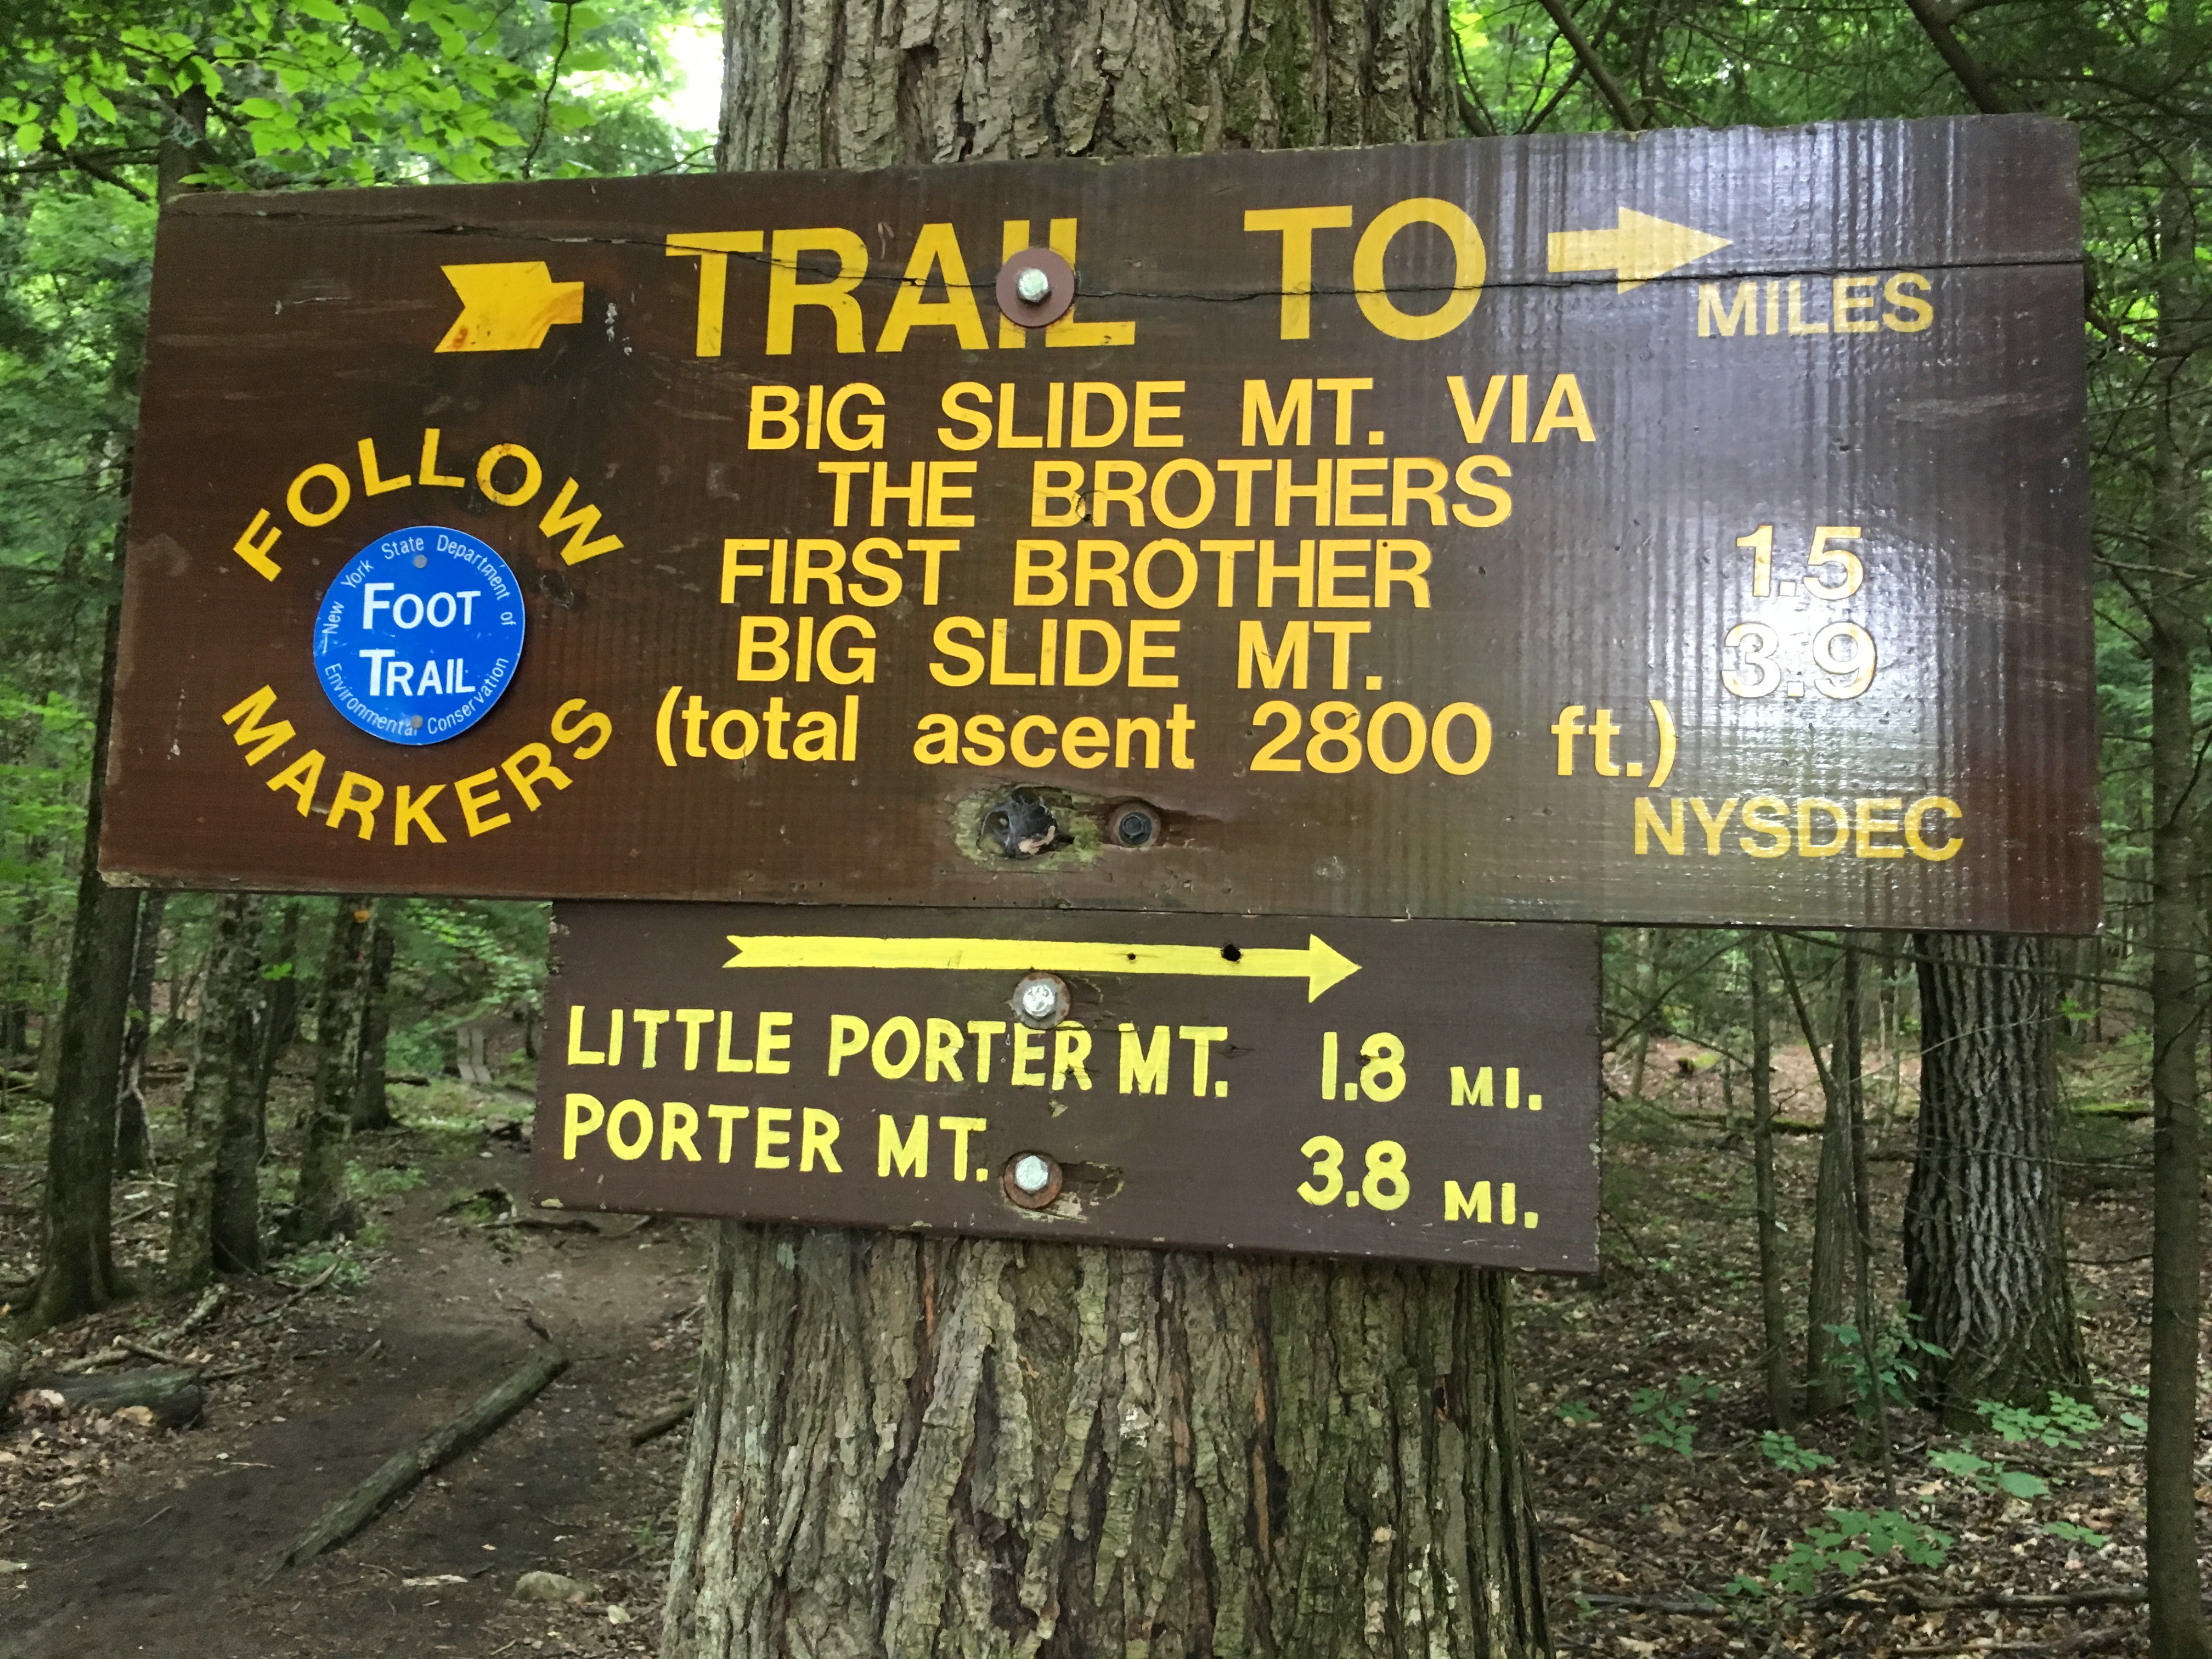 TRAIL TO
MILES
BIG SLIDE MT. VIA
THE BROTHERS
FIRST BROTHER 1.5
BIG SLIDE MT. 3.9
(total ascent 2800 ft.)
NYSDEC
FOLLOW
New York State Department of
FOOT
TRAIL
Environmental Conservation
MARKERS
LITTLE PORTER MT. 1.8 MI.
PORTER MT. 3.8 MI.